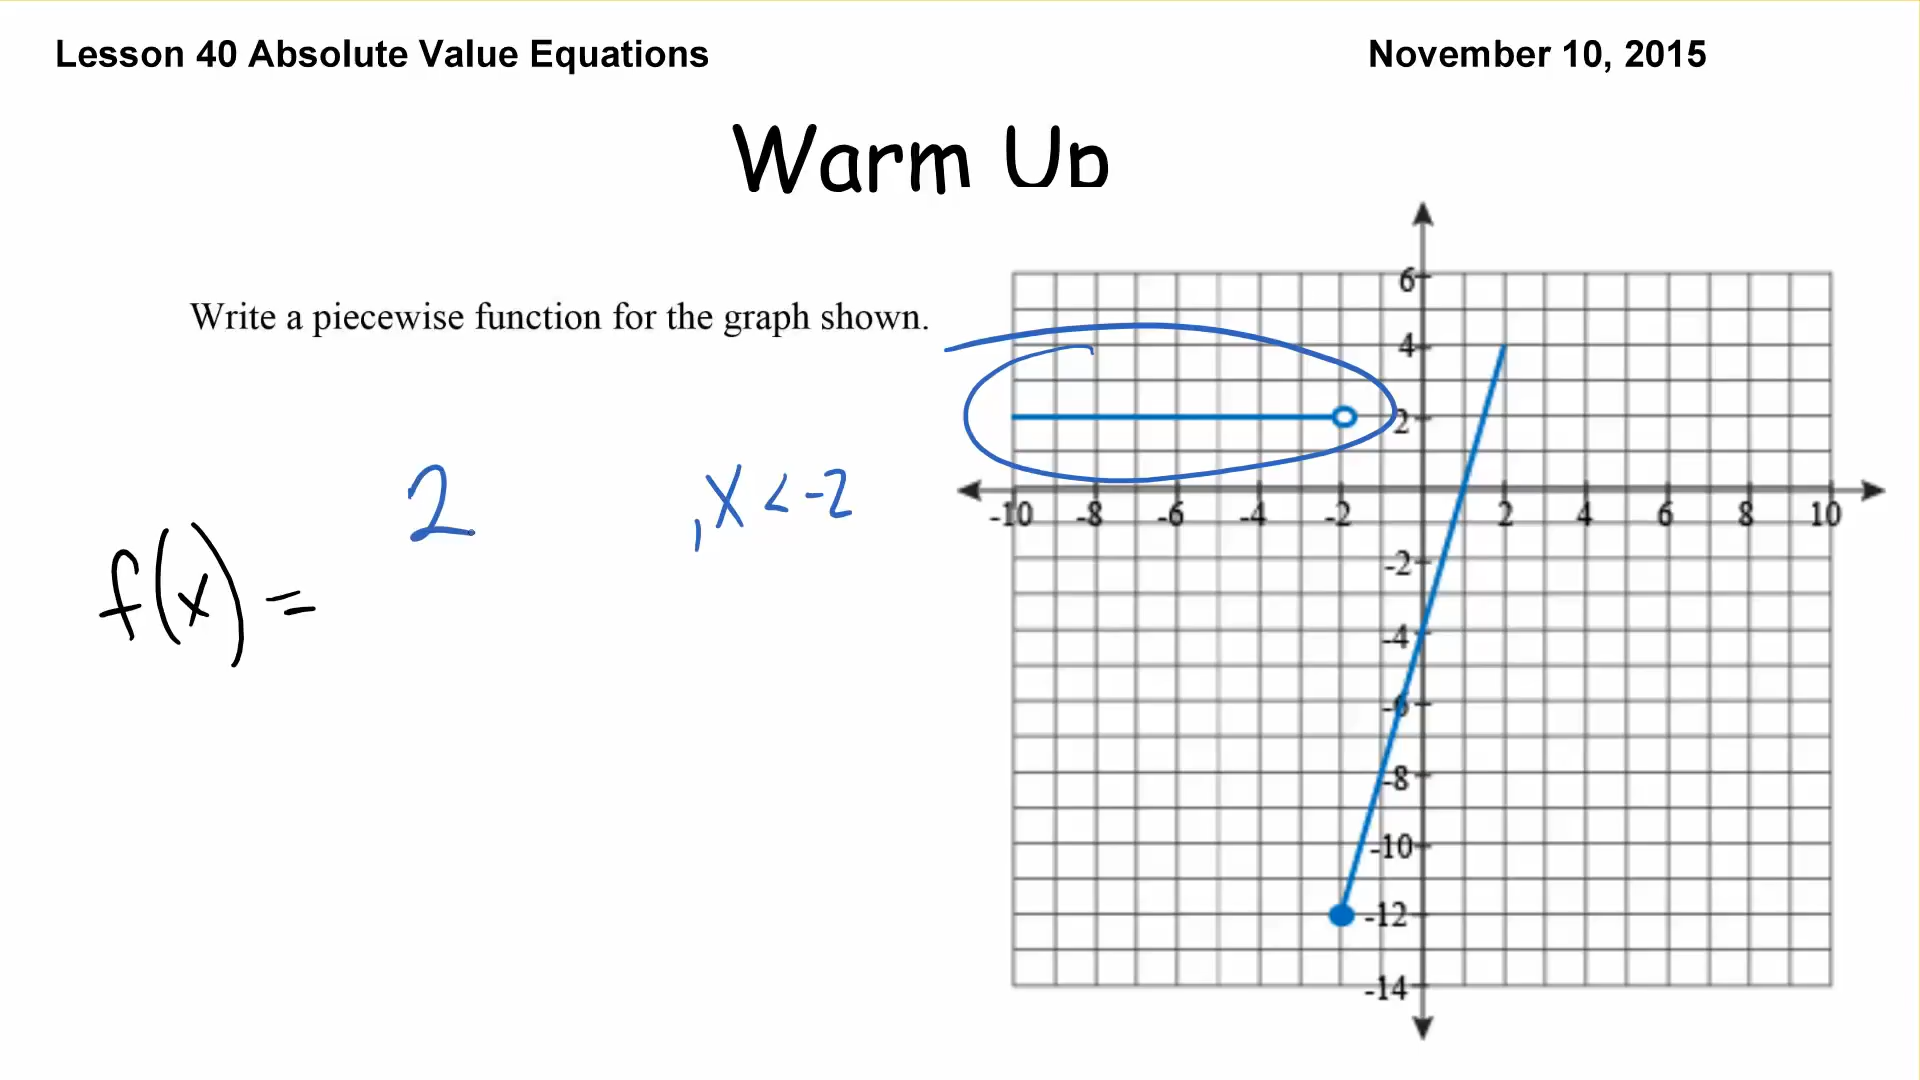 Lesson 40 Absolute Value Equations
November 10, 2015
Warm Up
Write a piecewise function for the graph shown.
2 , x < -2
f(x) =
6
4
2
-10 -8 -6 -4 -2 2 4 6 8 10
-2
-4
-6
-8
-10
-12
-14